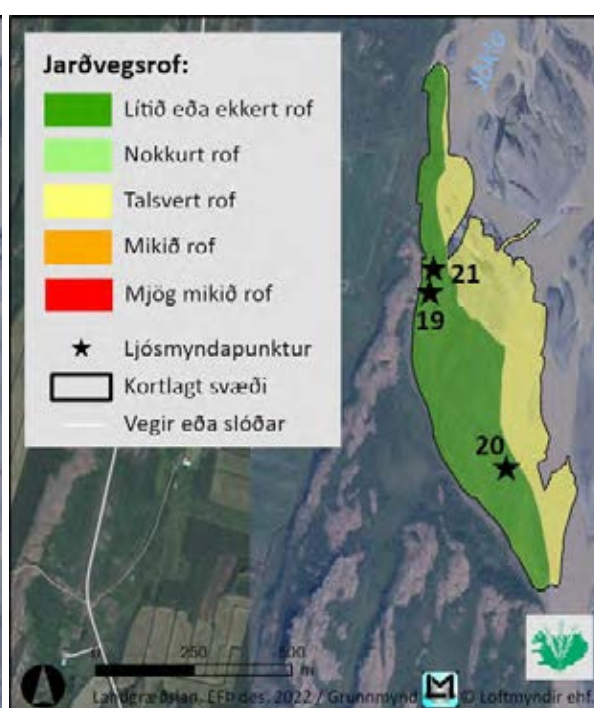 Jarðvegsrof:
Lítið eða ekkert rof
Nokkurt rof
Talsvert rof
Mikið rof
Mjög mikið rof
Ljósmyndapunktur
Kortlagt svæði
Vegir eða slóðar
21
19
20
0 250 500
m
Landgræðslan, EFÞ des. 2022 / Grunnmynd © Loftmyndir ehf.